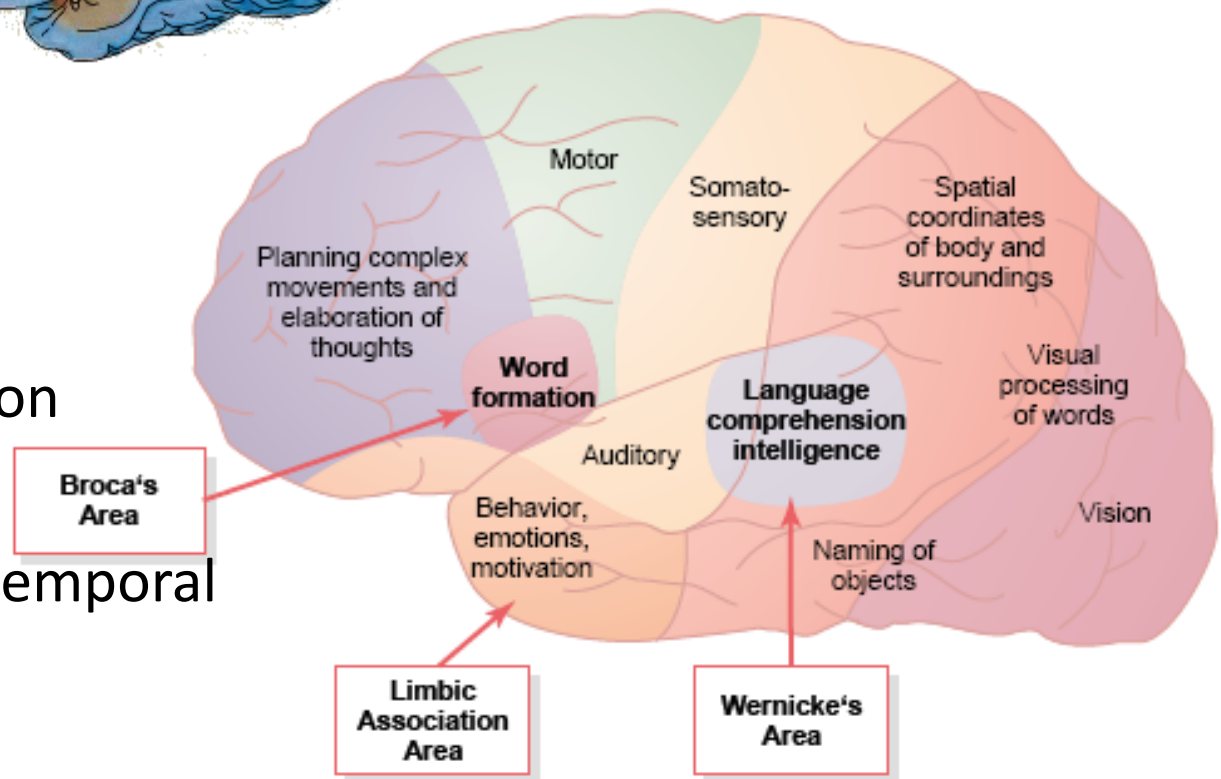 Motor
Somato-
sensory
Spatial
coordinates
of body and
surroundings
Planning complex
movements and
elaboration of
thoughts
Word
formation
Visual
processing
of words
Language
comprehension
intelligence
on
Auditory
Broca‘s
Area
Behavior,
emotions,
motivation
Vision
Naming of
objects
emporal
Limbic
Association
Area
Wernicke‘s
Area